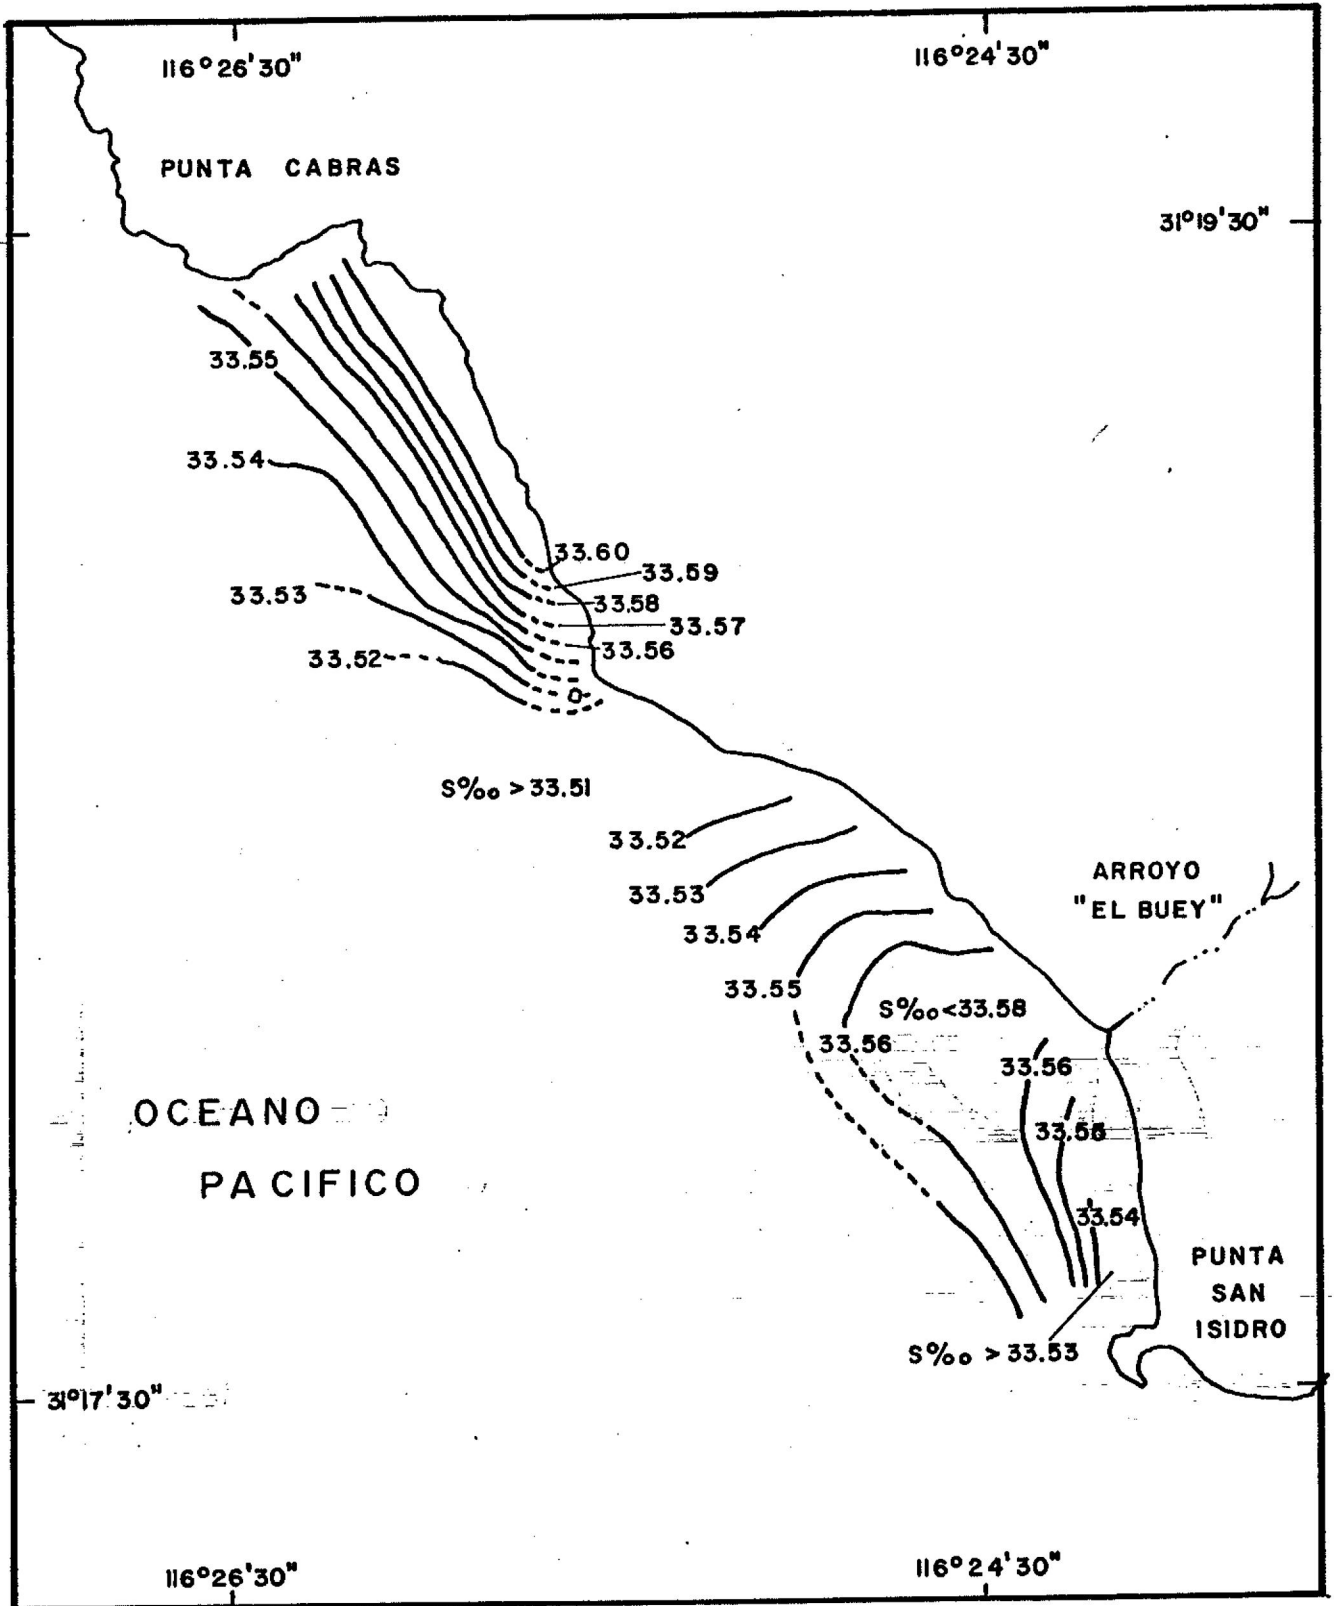 116°26'30"
116°24'30"
PUNTA CABRAS
31°19'30"
33.55
33.54
33.60
33.59
33.53
33.58
33.57
33.56
33.52
S‰ > 33.51
33.52
33.53
33.54
33.55
ARROYO
"EL BUEY"
S‰ < 33.58
33.56
33.56
33.55
OCEANO
PACIFICO
33.54
PUNTA
SAN
ISIDRO
S‰ > 33.53
31°17'30"
116°26'30"
116°24'30"